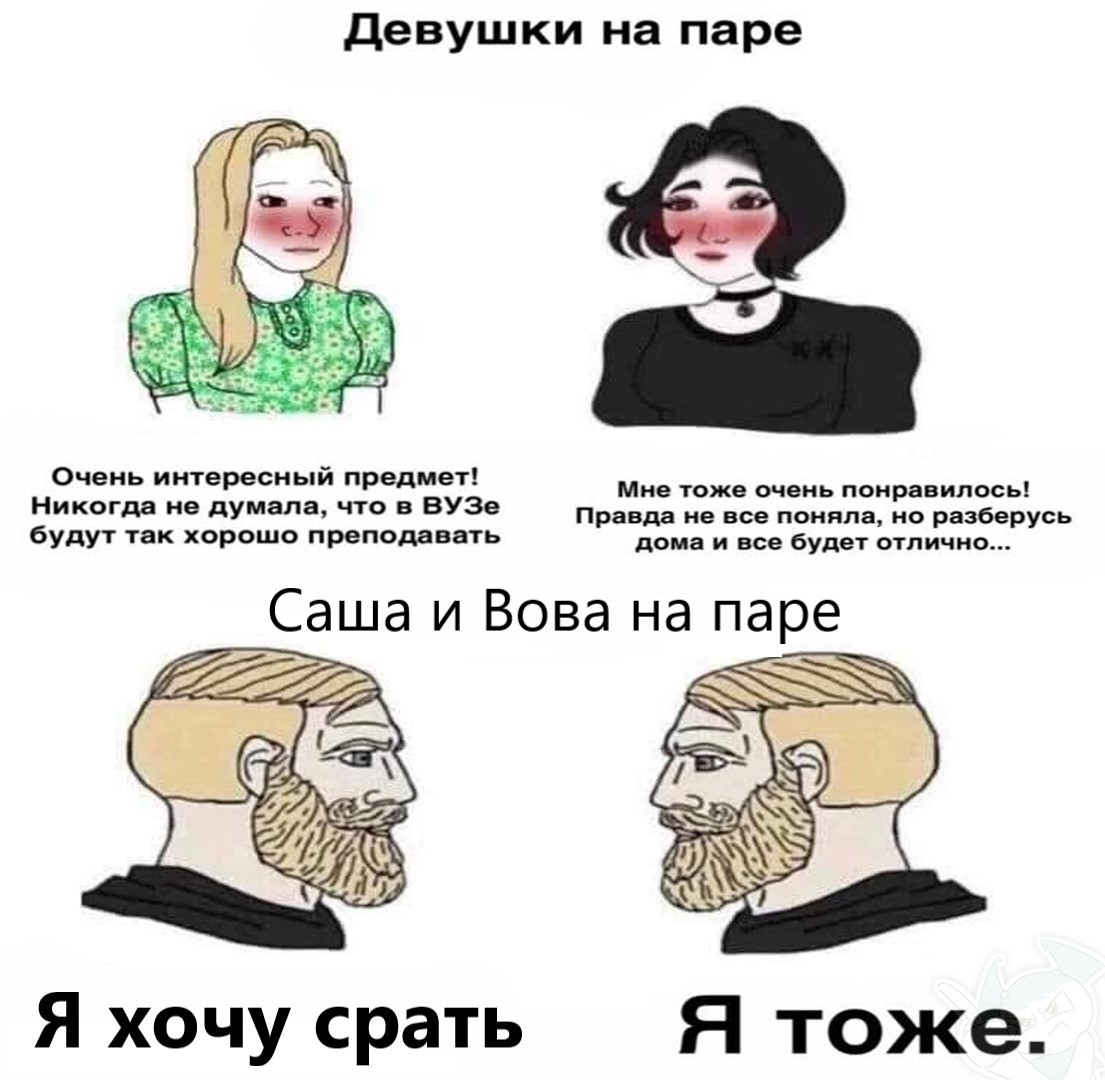 Девушки на паре
Очень интересный предмет!
Никогда не думала, что в ВУЗе
будут так хорошо преподавать
Мне тоже очень понравилось!
Правда не все поняла, но разберусь
дома и все будет отлично...
Саша и Вова на паре
Я хочу срать
Я тоже.